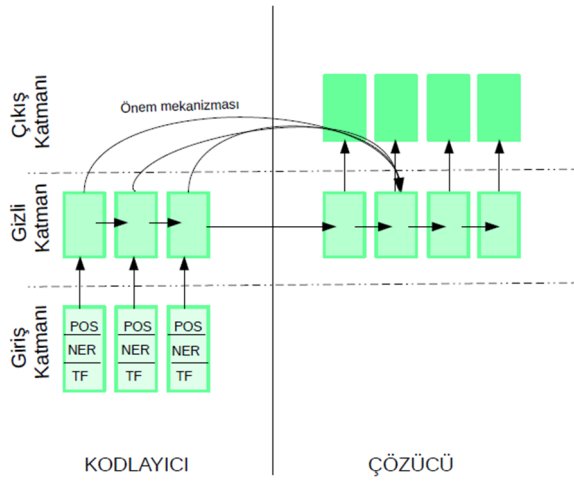 Çıkış
Katmanı
Önem mekanizması
Gizli
Katman
Giriş
Katmanı
POS
NER
TF
POS
NER
TF
POS
NER
TF
KODLAYICI
ÇÖZÜCÜ